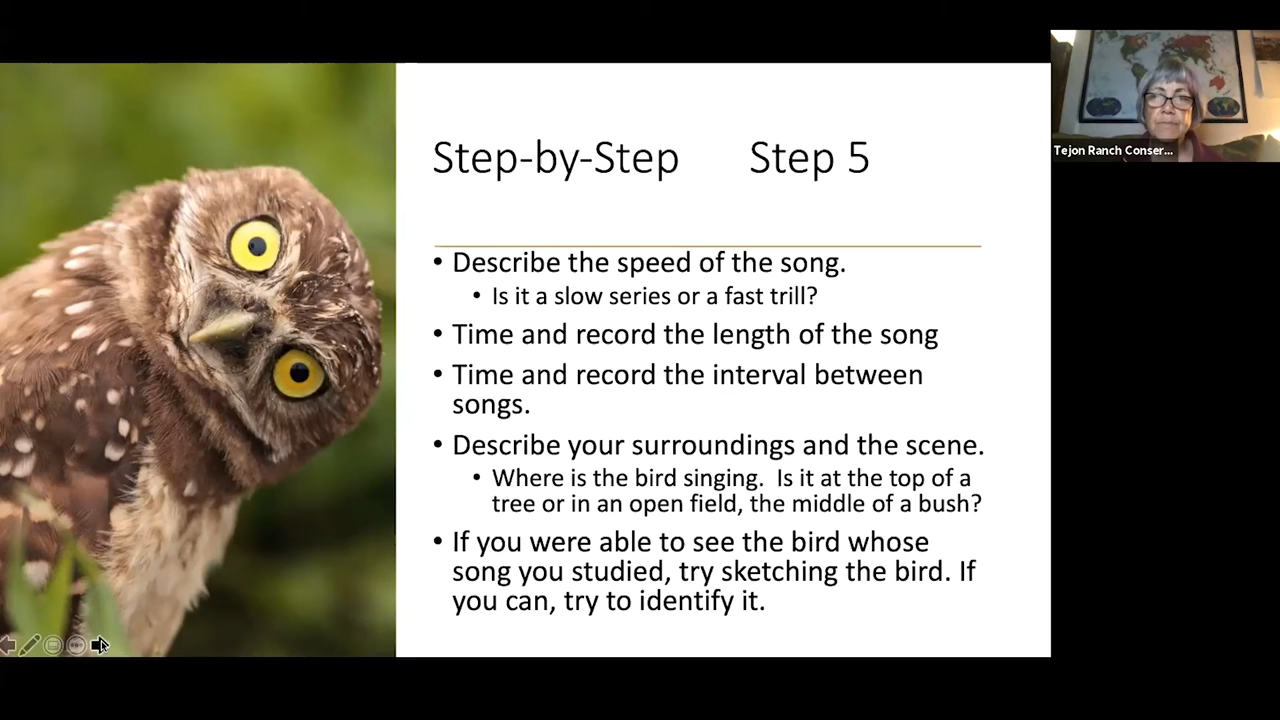 Step-by-Step Step 5
• Describe the speed of the song.
• Is it a slow series or a fast trill?
• Time and record the length of the song
• Time and record the interval between
songs.
• Describe your surroundings and the scene.
• Where is the bird singing. Is it at the top of a
tree or in an open field, the middle of a bush?
• If you were able to see the bird whose
song you studied, try sketching the bird. If
you can, try to identify it.
Tejon Ranch Conser...